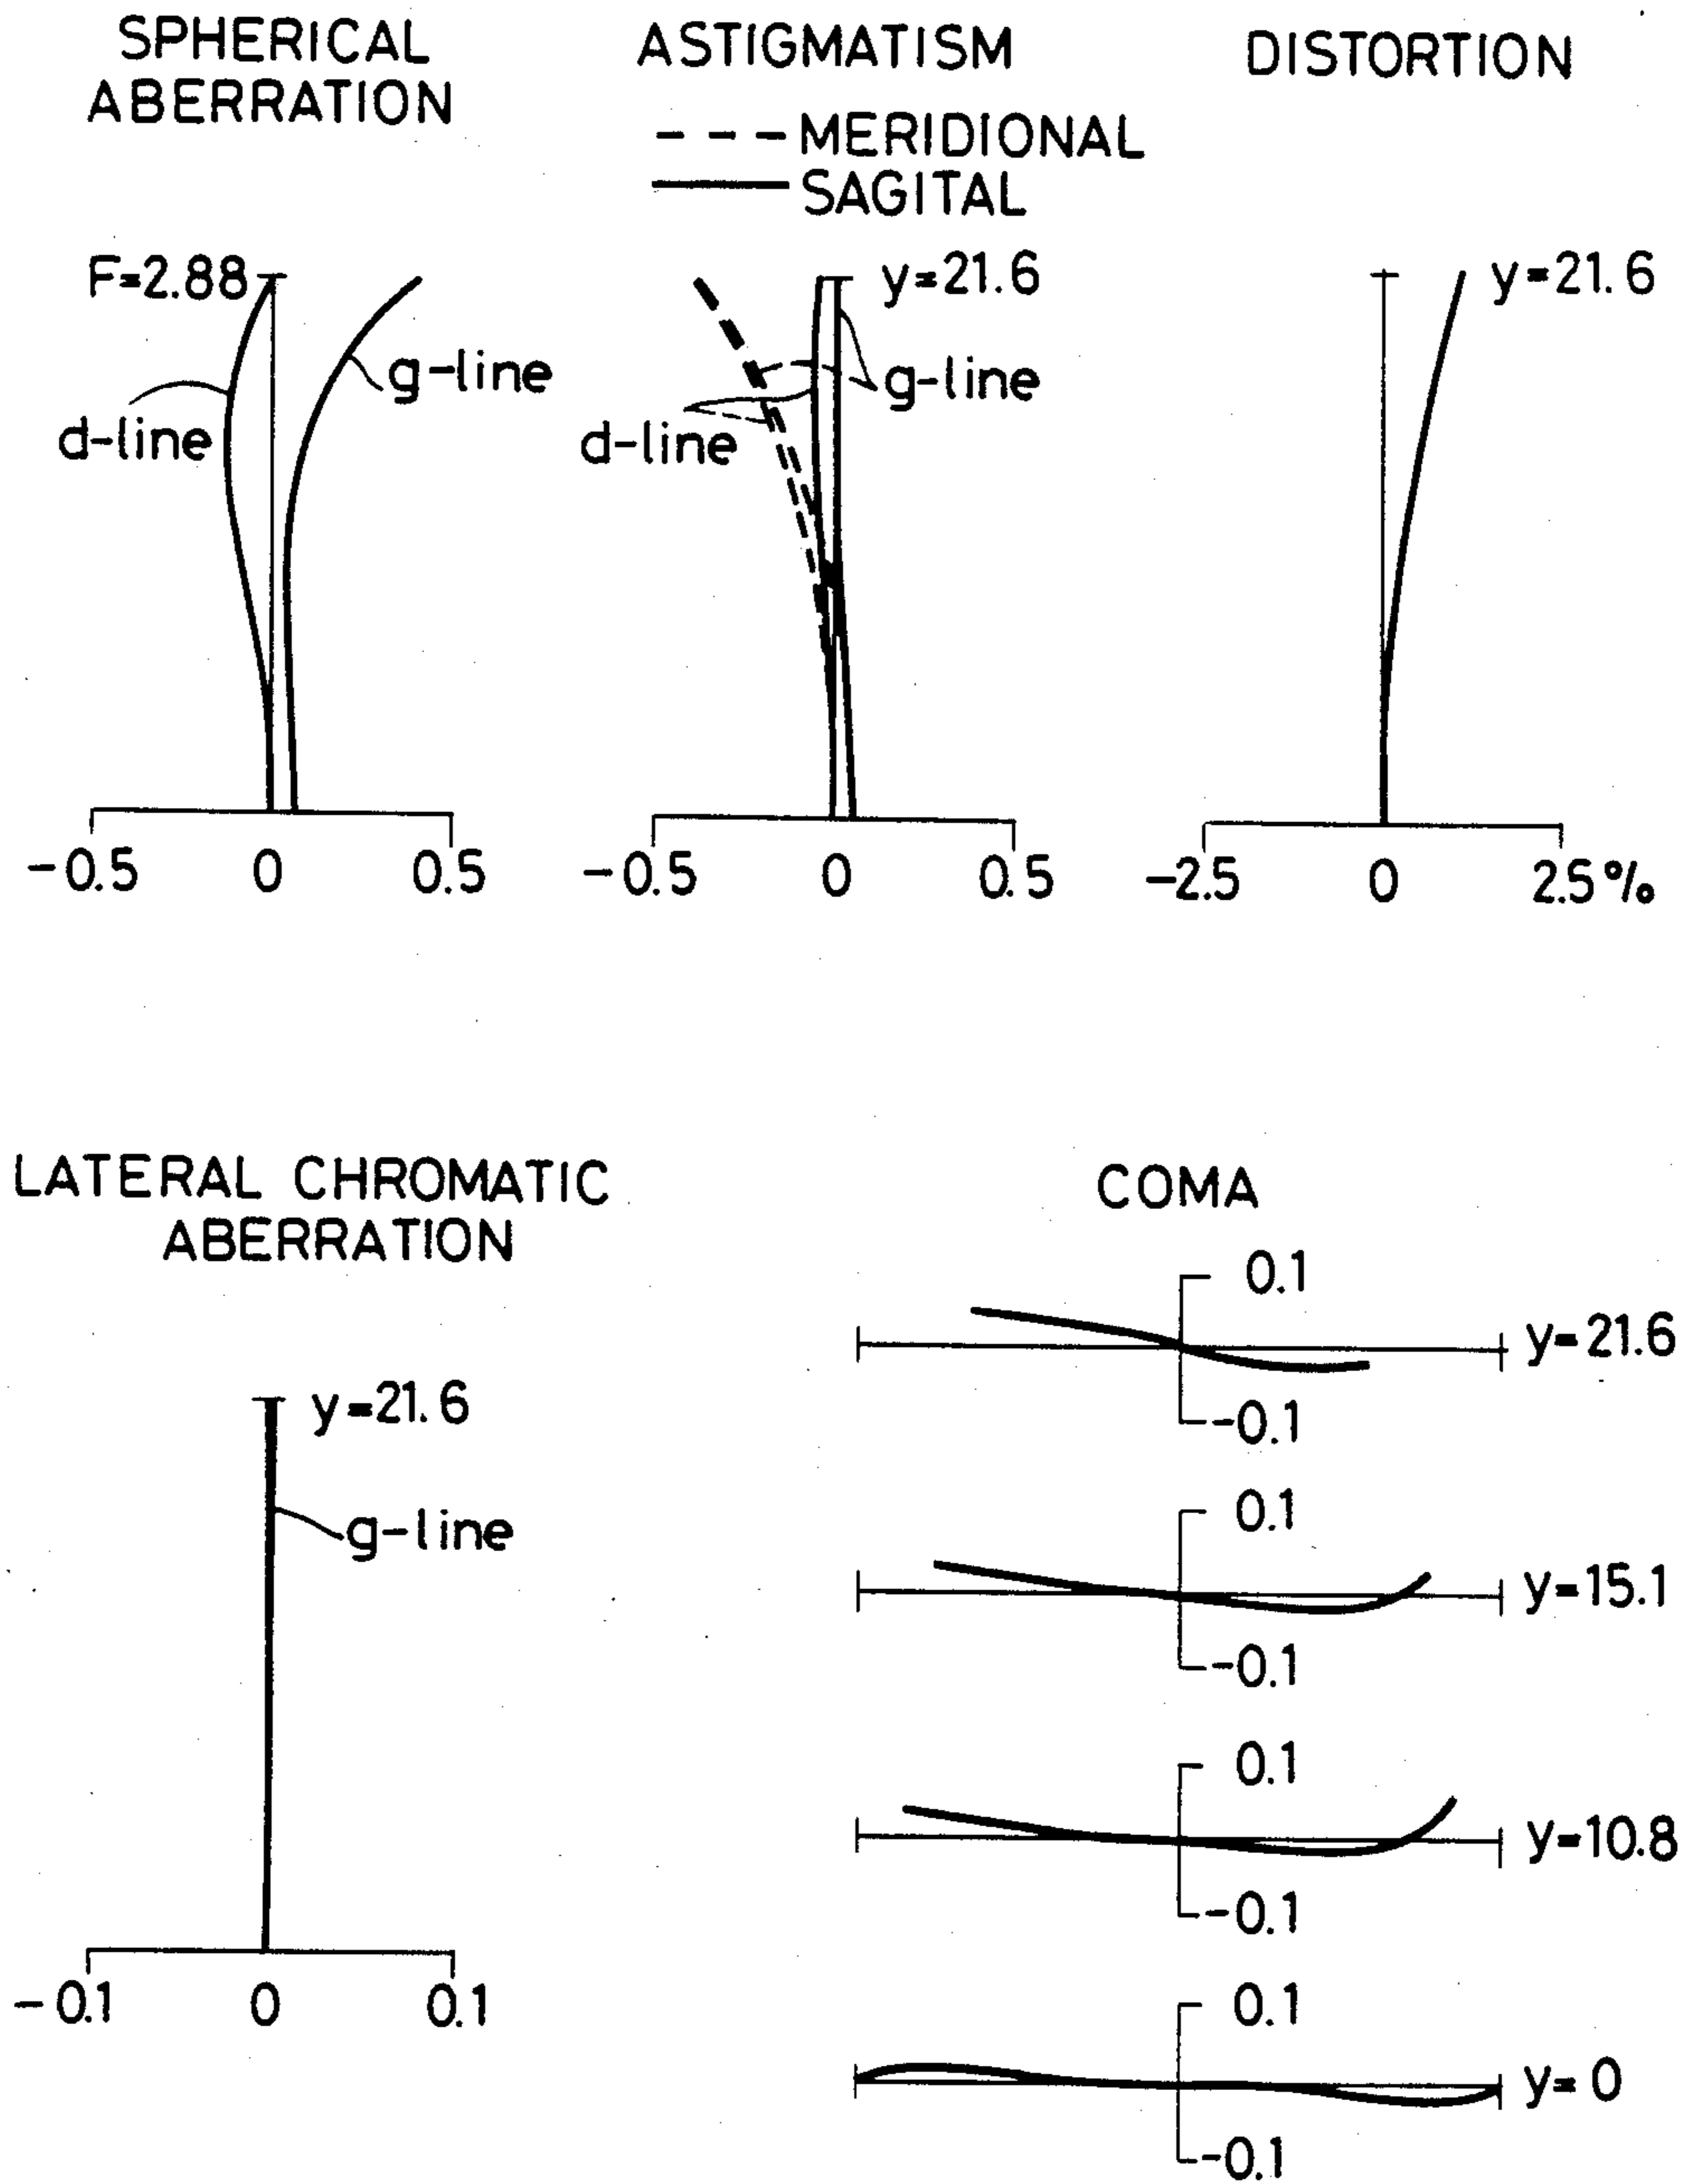 SPHERICAL
ABERRATION
F=2.88
d-line
g-line
-0.5 0 0.5
ASTIGMATISM
MERIDIONAL
SAGITAL
y=21.6
g-line
d-line
-0.5 0 0.5
DISTORTION
y=21.6
-2.5 0 2.5%
LATERAL CHROMATIC
ABERRATION
y=21.6
g-line
-0.1 0 0.1
COMA
0.1
y=21.6
-0.1
0.1
y=15.1
-0.1
0.1
y=10.8
-0.1
0.1
y=0
-0.1